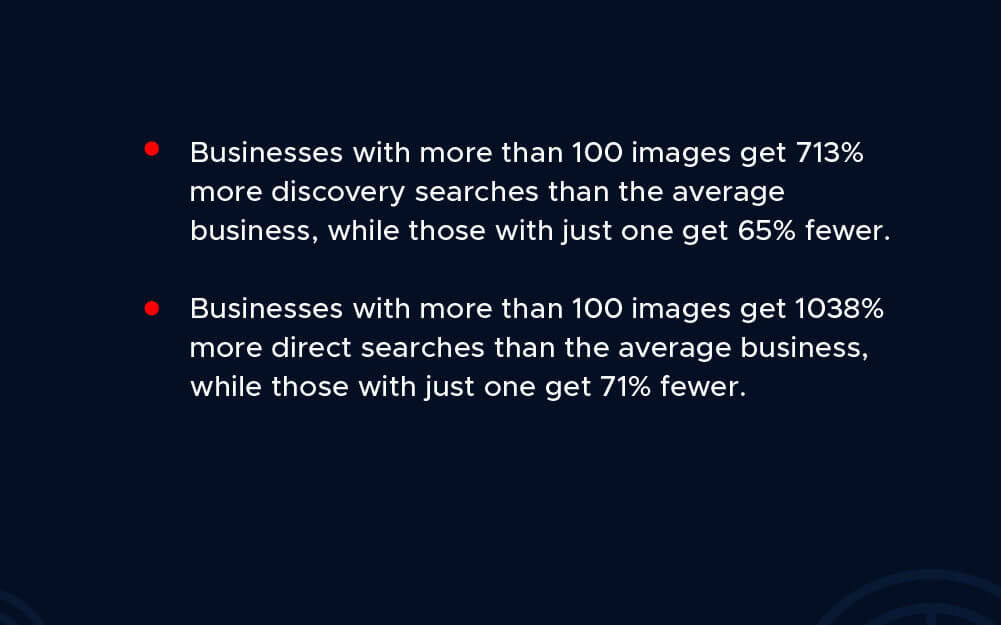 Businesses with more than 100 images get 713%
more discovery searches than the average
business, while those with just one get 65% fewer.
Businesses with more than 100 images get 1038%
more direct searches than the average business,
while those with just one get 71% fewer.